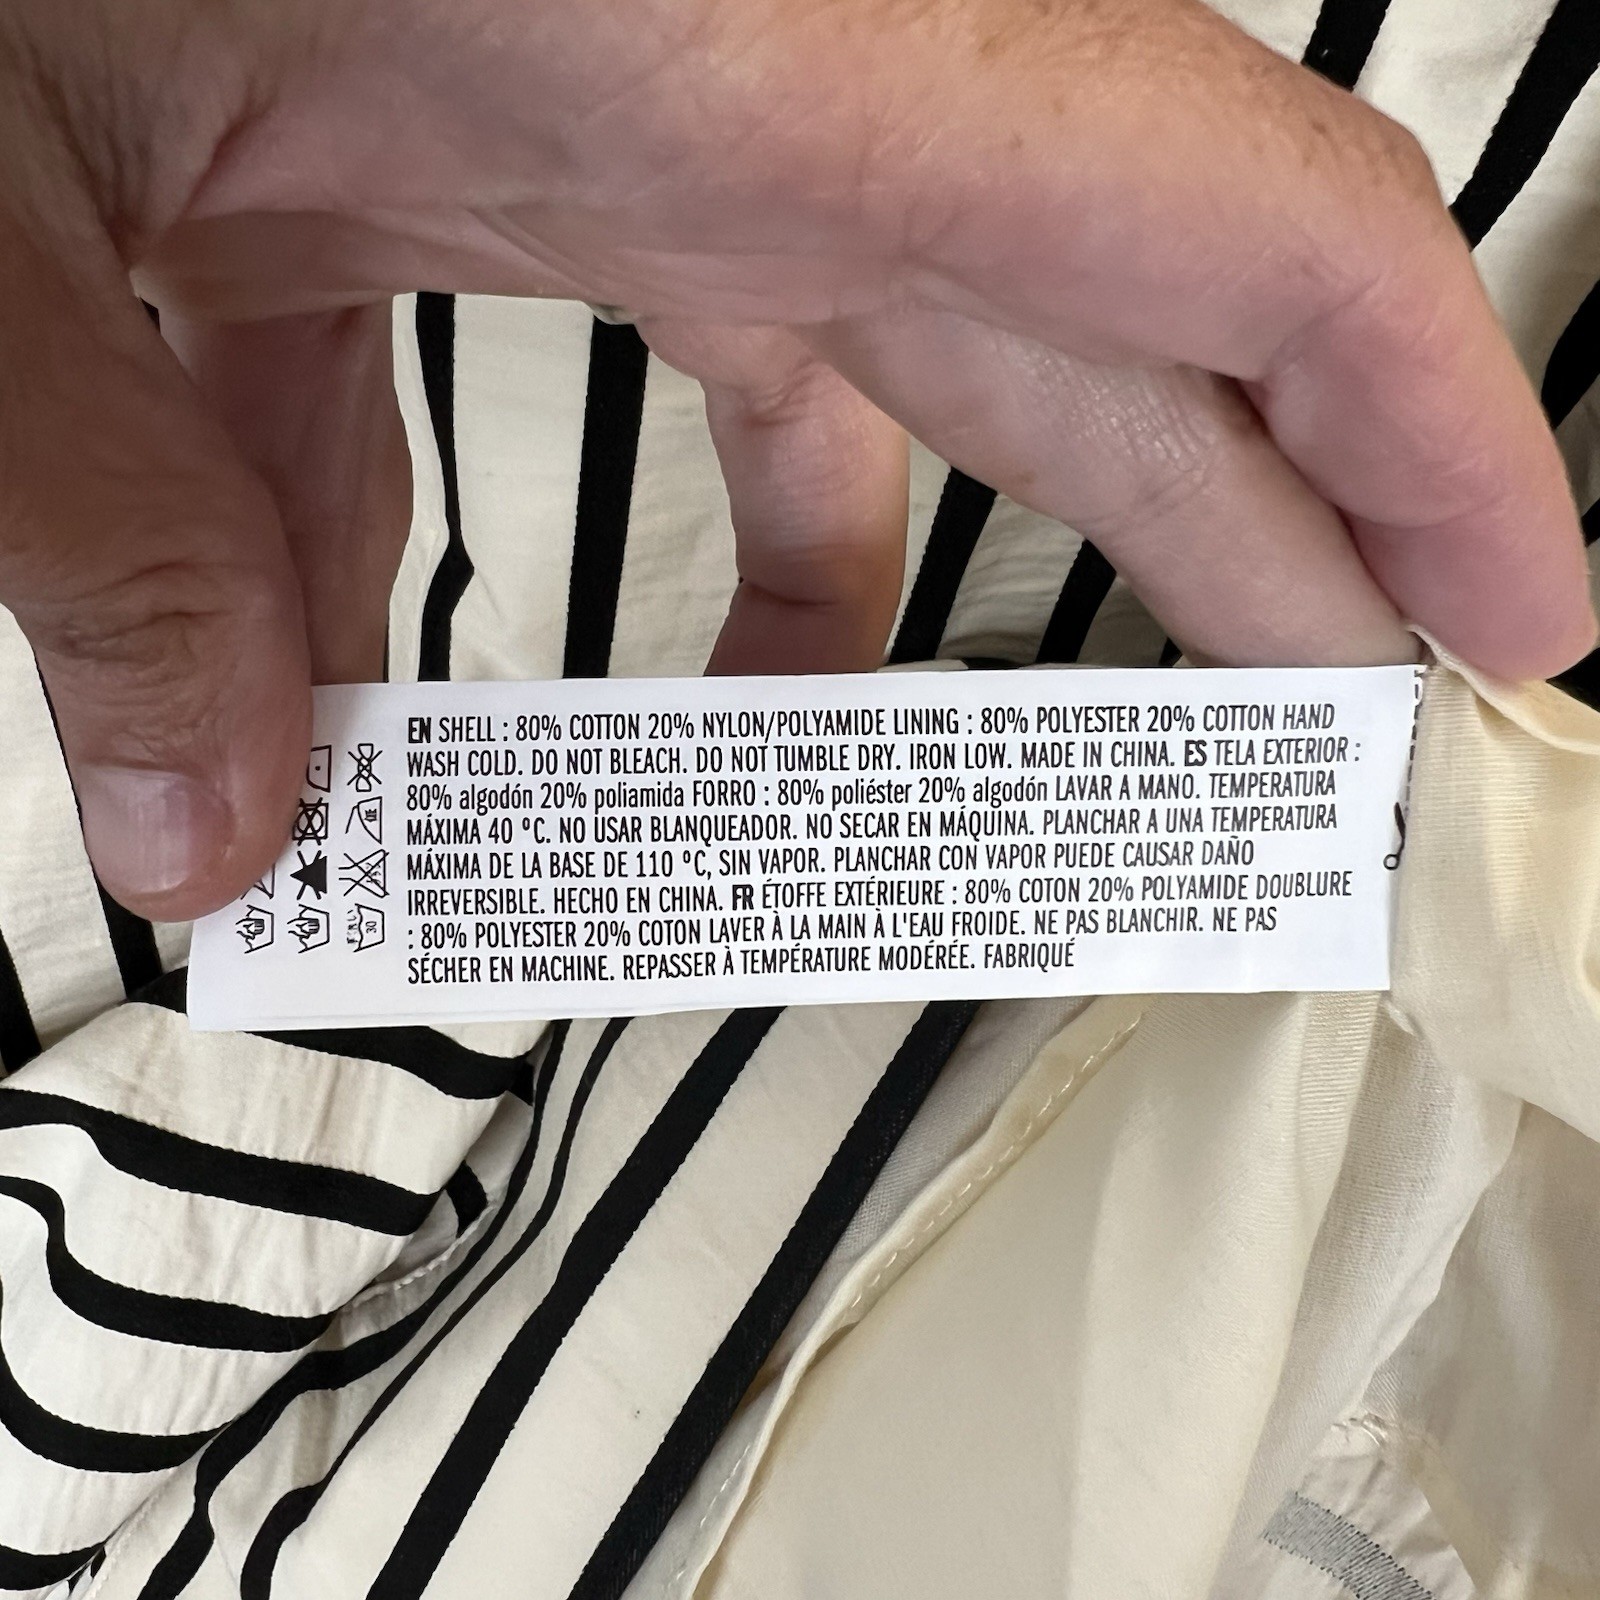 EN SHELL : 80% COTTON 20% NYLON/POLYAMIDE LINING : 80% POLYESTER 20% COTTON HAND
WASH COLD. DO NOT BLEACH. DO NOT TUMBLE DRY. IRON LOW. MADE IN CHINA. ES TELA EXTERIOR :
80% algodón 20% poliamida FORRO : 80% poliéster 20% algodón LAVAR A MANO. TEMPERATURA
MÁXIMA 40 °C. NO USAR BLANQUEADOR. NO SECAR EN MÁQUINA. PLANCHAR A UNA TEMPERATURA
MÁXIMA DE LA BASE DE 110 °C, SIN VAPOR. PLANCHAR CON VAPOR PUEDE CAUSAR DAÑO
IRREVERSIBLE. HECHO EN CHINA. FR ÉTOFFE EXTÉRIEURE : 80% COTON 20% POLYAMIDE DOUBLURE
: 80% POLYESTER 20% COTON LAVER À LA MAIN À L'EAU FROIDE. NE PAS BLANCHIR. NE PAS
SÉCHER EN MACHINE. REPASSER À TEMPÉRATURE MODÉRÉE. FABRIQUÉ
30